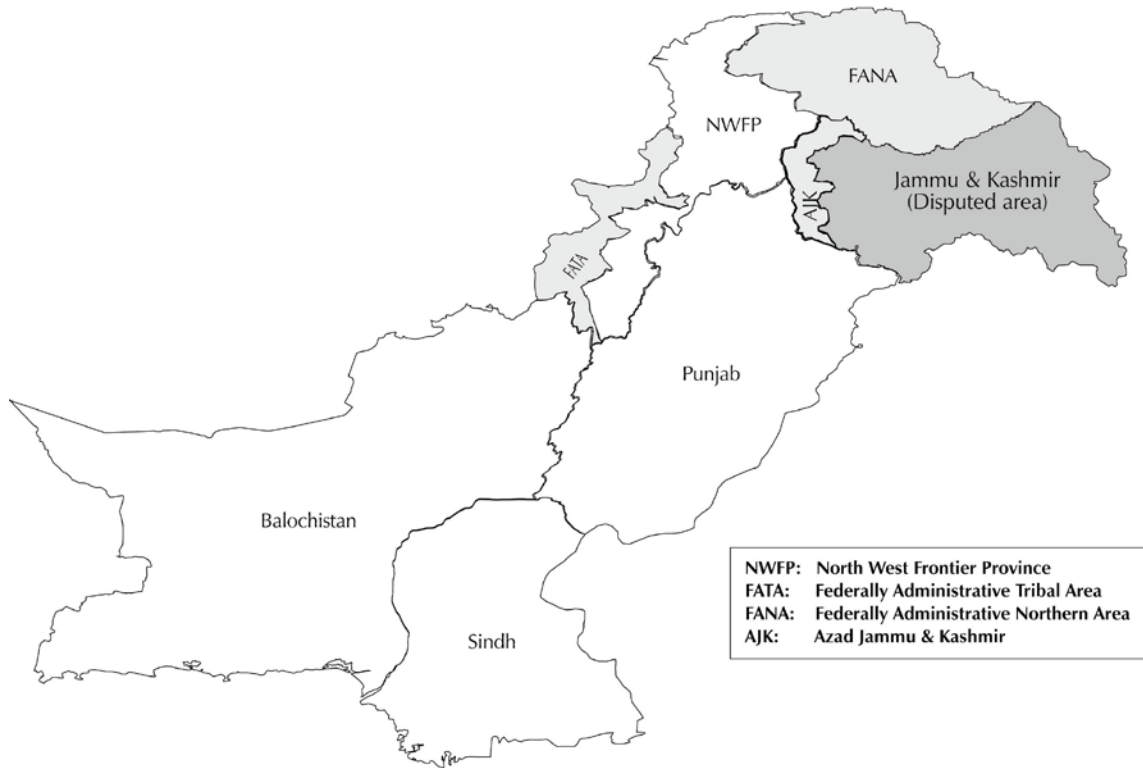 FANA
NWFP
Jammu & Kashmir
(Disputed area)
AJK
FATA
Punjab
Balochistan
Sindh
NWFP: North West Frontier Province
FATA: Federally Administrative Tribal Area
FANA: Federally Administrative Northern Area
AJK: Azad Jammu & Kashmir